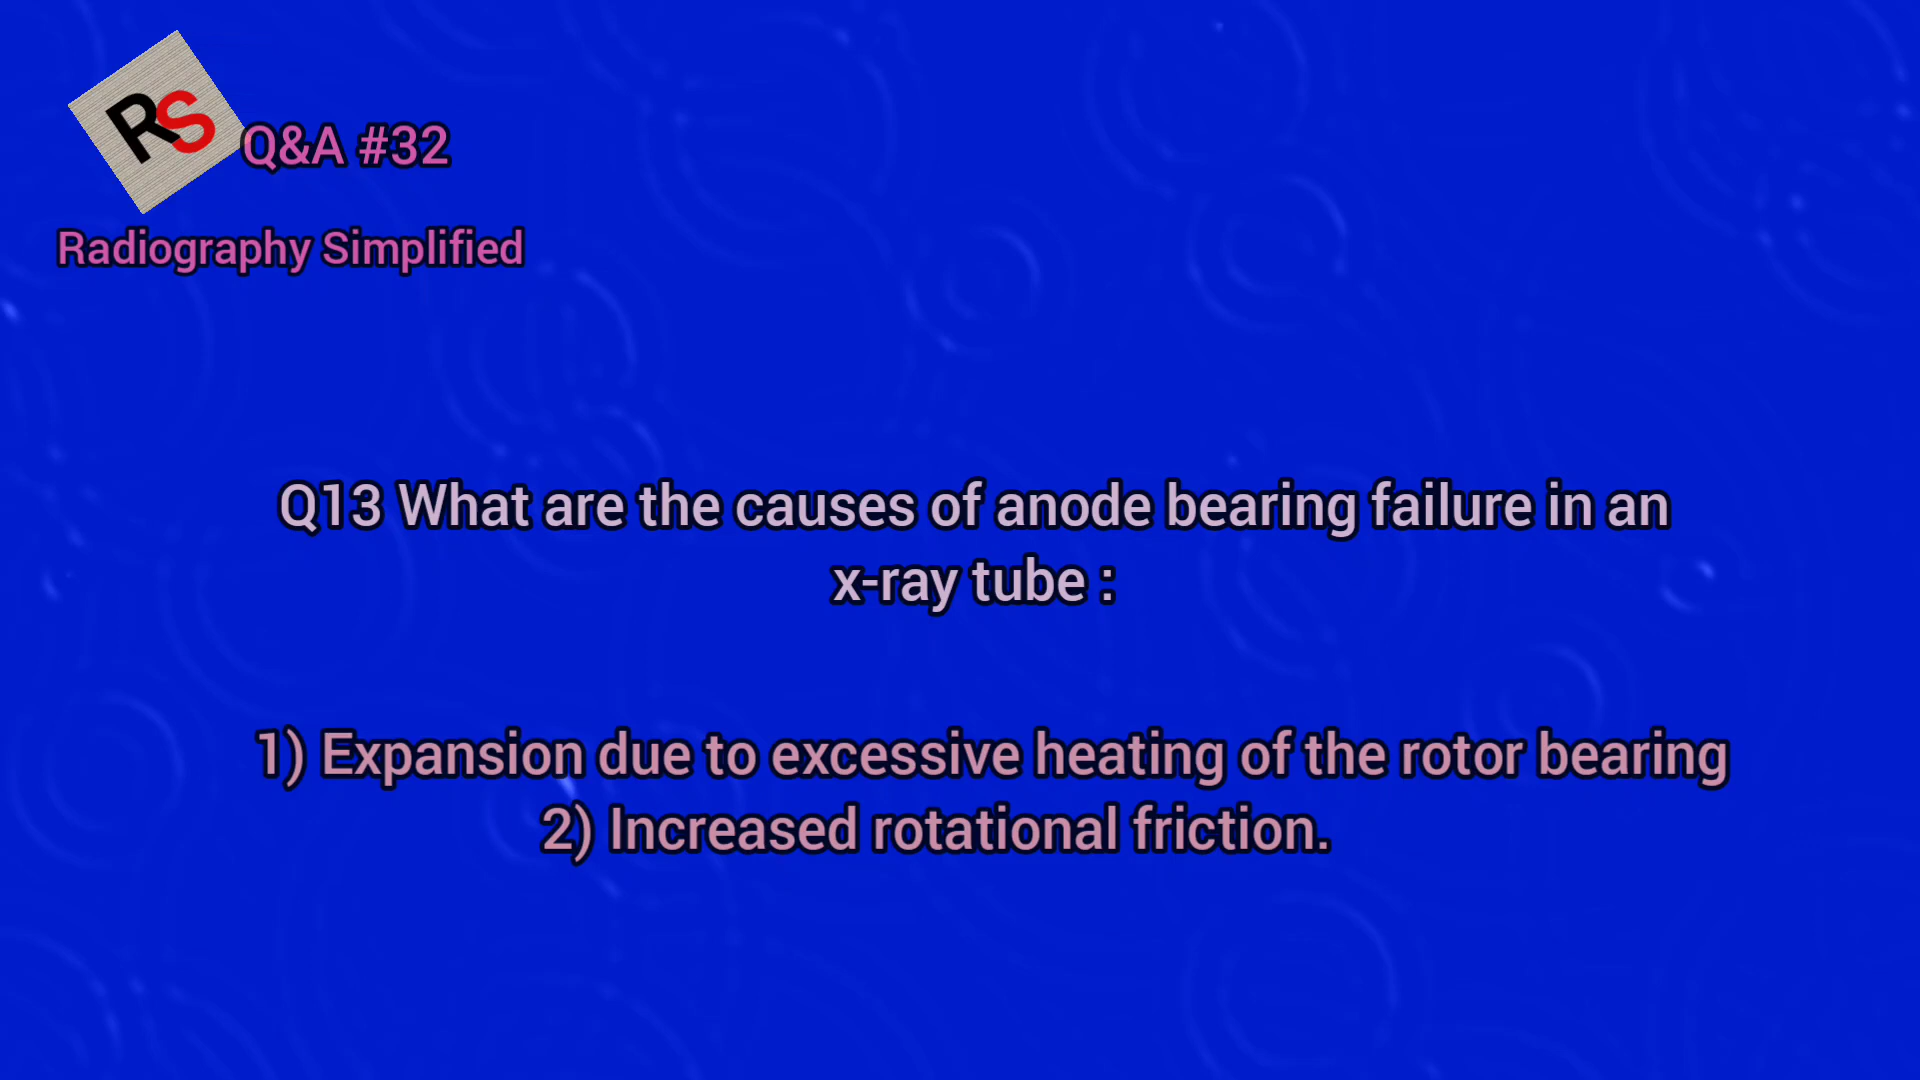 RS
Q&A #32
Radiography Simplified
Q13 What are the causes of anode bearing failure in an
x-ray tube :
1) Expansion due to excessive heating of the rotor bearing
2) Increased rotational friction.